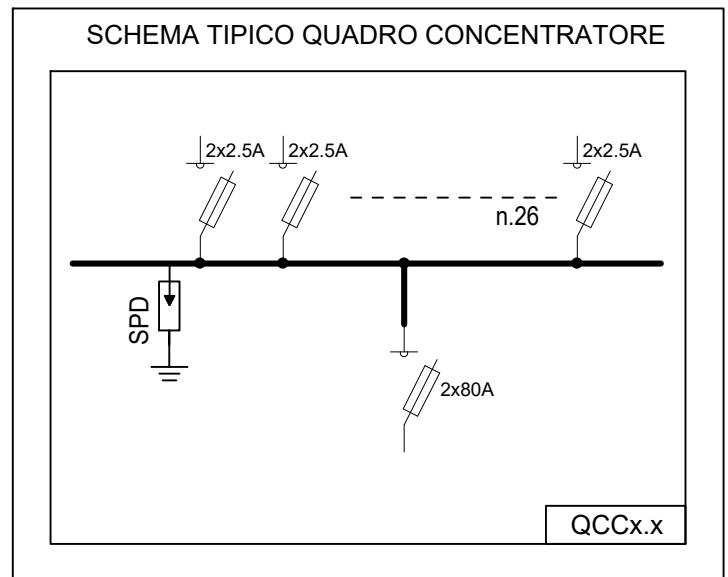 SCHEMA TIPICO QUADRO CONCENTRATORE
2x2.5A 2x2.5A 2x2.5A
n.26
SPD
2x80A
QCCx.x